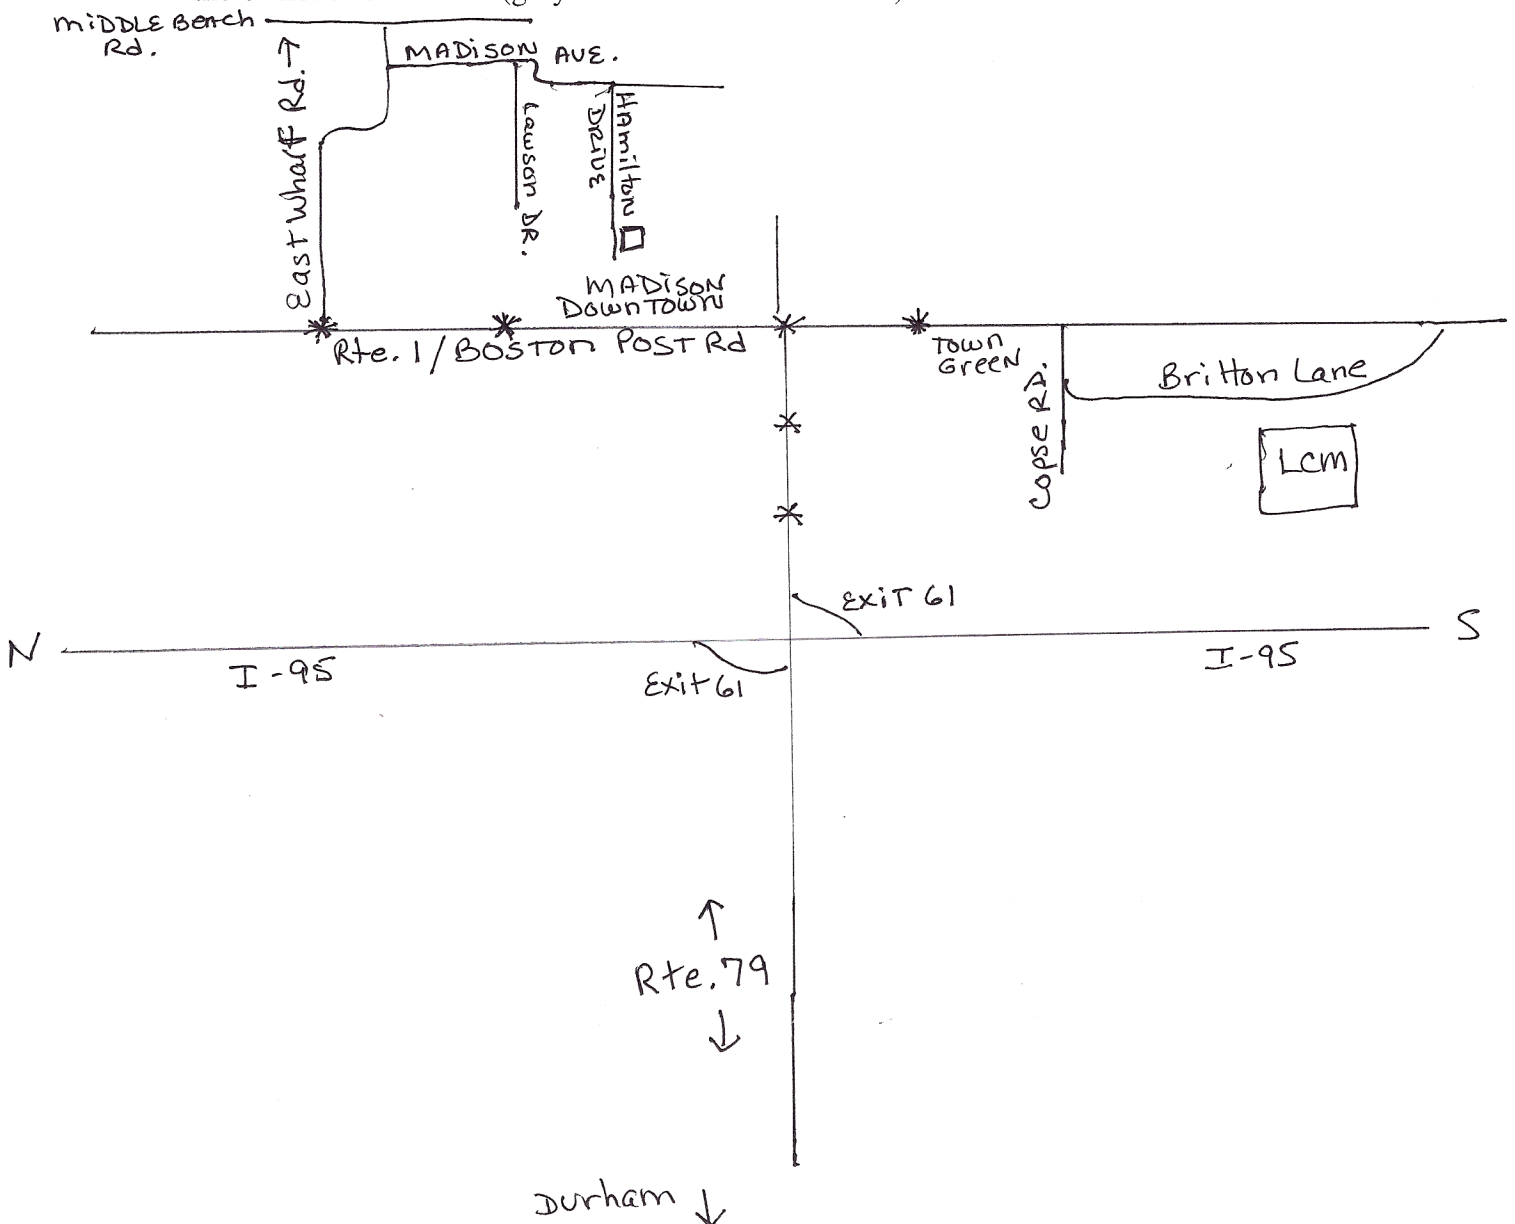 MiDDLE BEACH
Rd.
East Wharf Rd. →
MADiSON AVE.
Lawson DR.
HAmiltoN
DRIVE
MADiSON
DOWNTOWN
Rte. 1 / BOSTON POST Rd
TOWN
GreeN
Copse RD.
Britton Lane
Lcm
EXiT 61
N
S
I-95
I-95
Exit 61
↑
Rte. 79
↓
Durham ↓